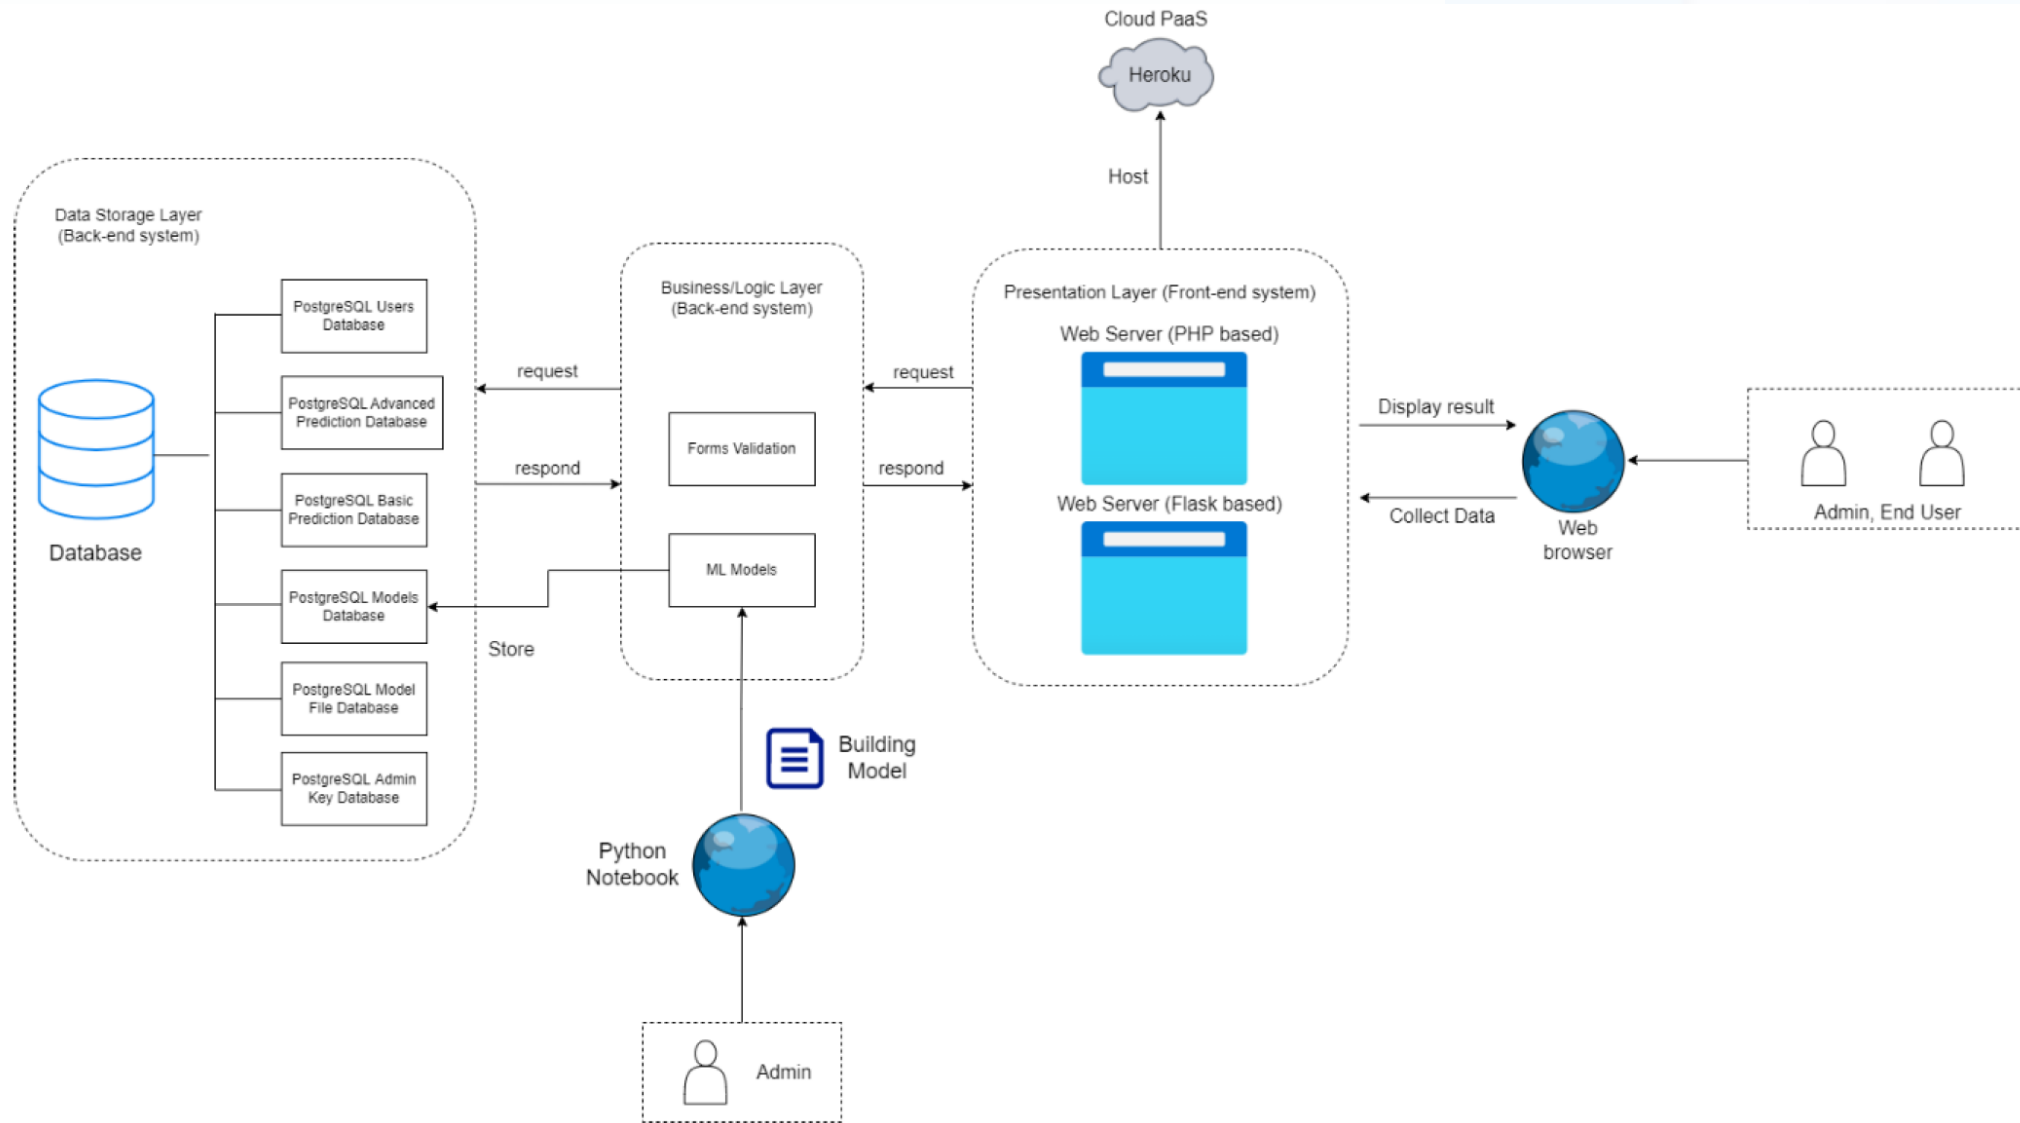 Cloud PaaS
Heroku
Host
Data Storage Layer
(Back-end system)
PostgreSQL Users
Database
PostgreSQL Advanced
Prediction Database
PostgreSQL Basic
Prediction Database
PostgreSQL Models
Database
PostgreSQL Model
File Database
PostgreSQL Admin
Key Database
Database
request
respond
Store
Business/Logic Layer
(Back-end system)
Forms Validation
ML Models
request
respond
Presentation Layer (Front-end system)
Web Server (PHP based)
Web Server (Flask based)
Display result
Collect Data
Web
browser
Admin, End User
Building
Model
Python
Notebook
Admin